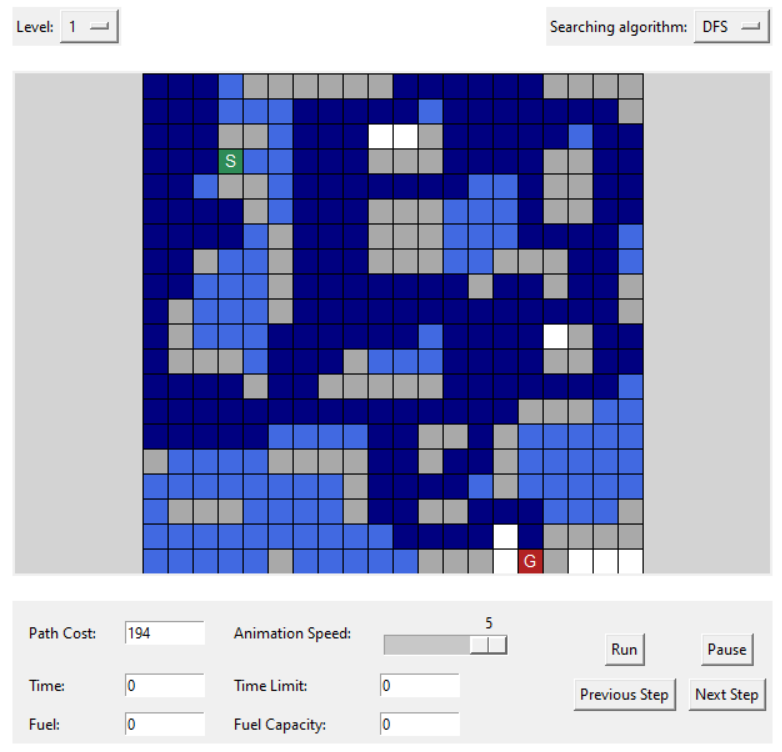 Level: 1 Searching algorithm: DFS
S
G
5
Path Cost: 194 Animation Speed:
Run Pause
Time: 0 Time Limit: 0
Previous Step Next Step
Fuel: 0 Fuel Capacity: 0